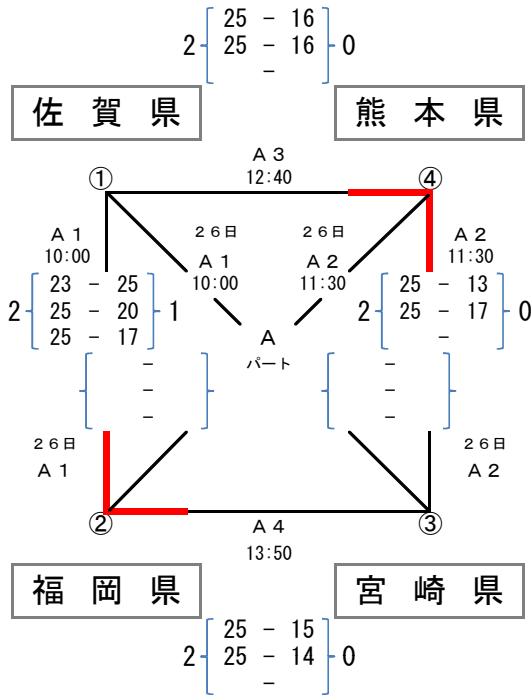 25 － 16
2 25 － 16 0
－
佐 賀 県 熊 本 県
Ａ３
① 12:40 ④
２６日 ２６日
Ａ１ Ａ２
10:00 Ａ１ Ａ２ 11:30
10:00 11:30
23 － 25 25 － 13
2 25 － 20 1 Ａ 2 25 － 17 0
25 － 17 －
パート
－ －
－ －
－ －
２６日 ２６日
Ａ１ Ａ２
② Ａ４ ③
13:50
福 岡 県 宮 崎 県
25 － 15
2 25 － 14 0
－